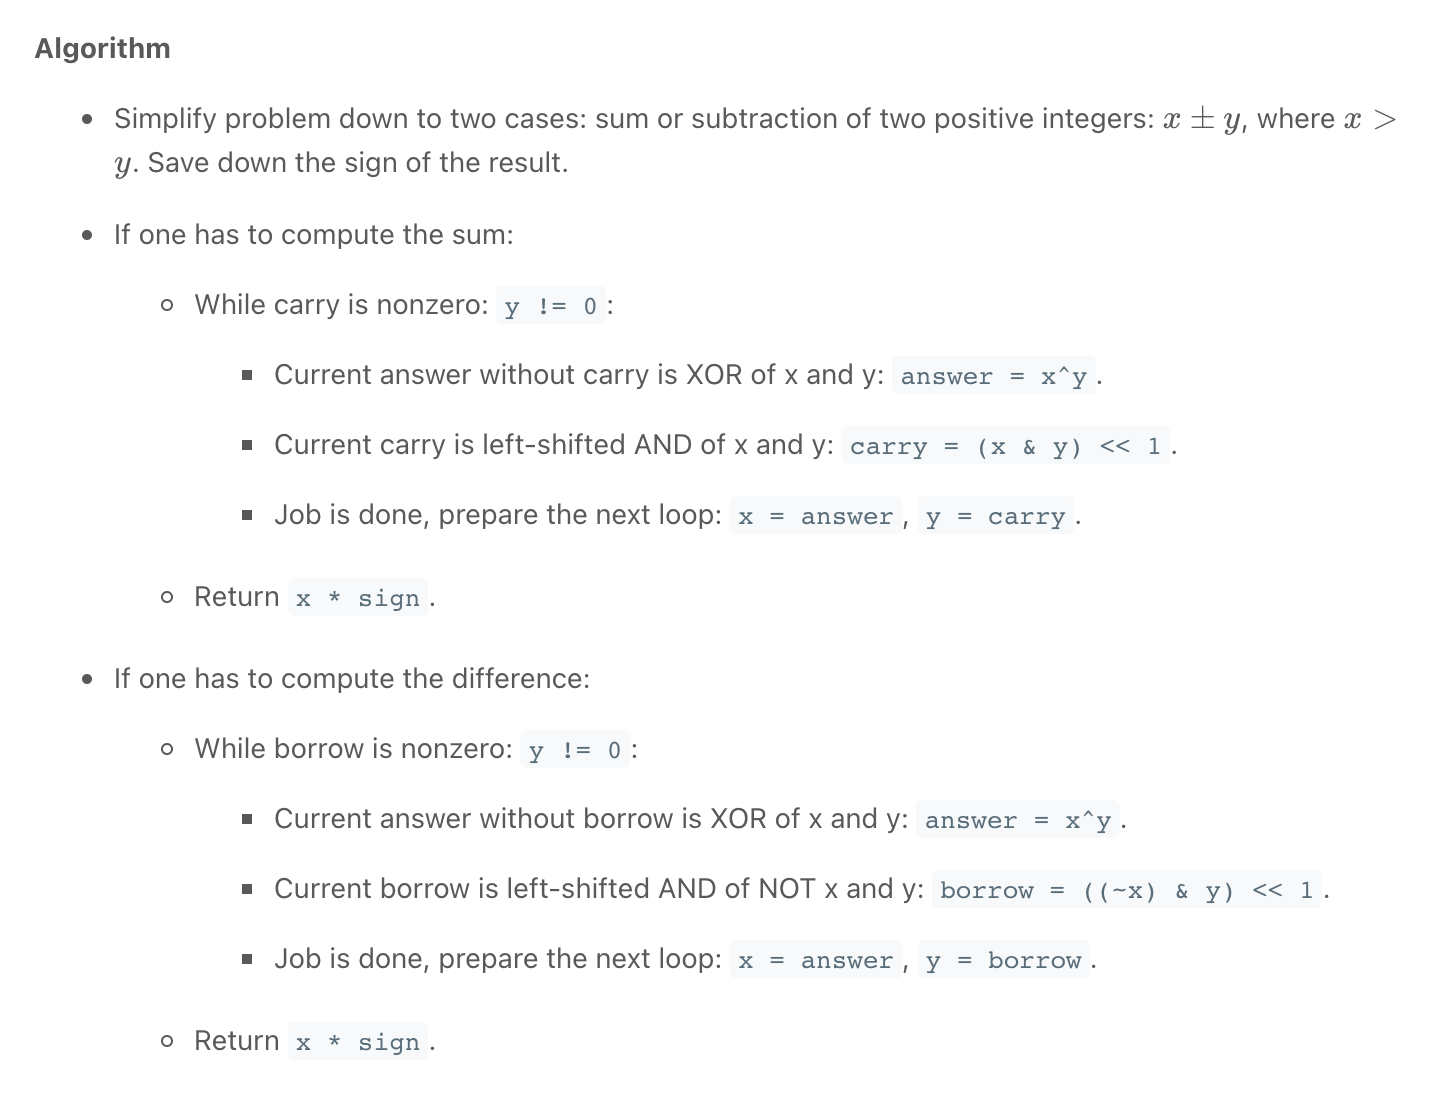 Algorithm
Simplify problem down to two cases: sum or subtraction of two positive integers: x ± y, where x >
y. Save down the sign of the result.
If one has to compute the sum:
While carry is nonzero: y != 0 :
Current answer without carry is XOR of x and y: answer = x^y .
Current carry is left-shifted AND of x and y: carry = (x & y) << 1 .
Job is done, prepare the next loop: x = answer , y = carry .
Return x * sign .
If one has to compute the difference:
While borrow is nonzero: y != 0 :
Current answer without borrow is XOR of x and y: answer = x^y .
Current borrow is left-shifted AND of NOT x and y: borrow = ((~x) & y) << 1 .
Job is done, prepare the next loop: x = answer , y = borrow .
Return x * sign .